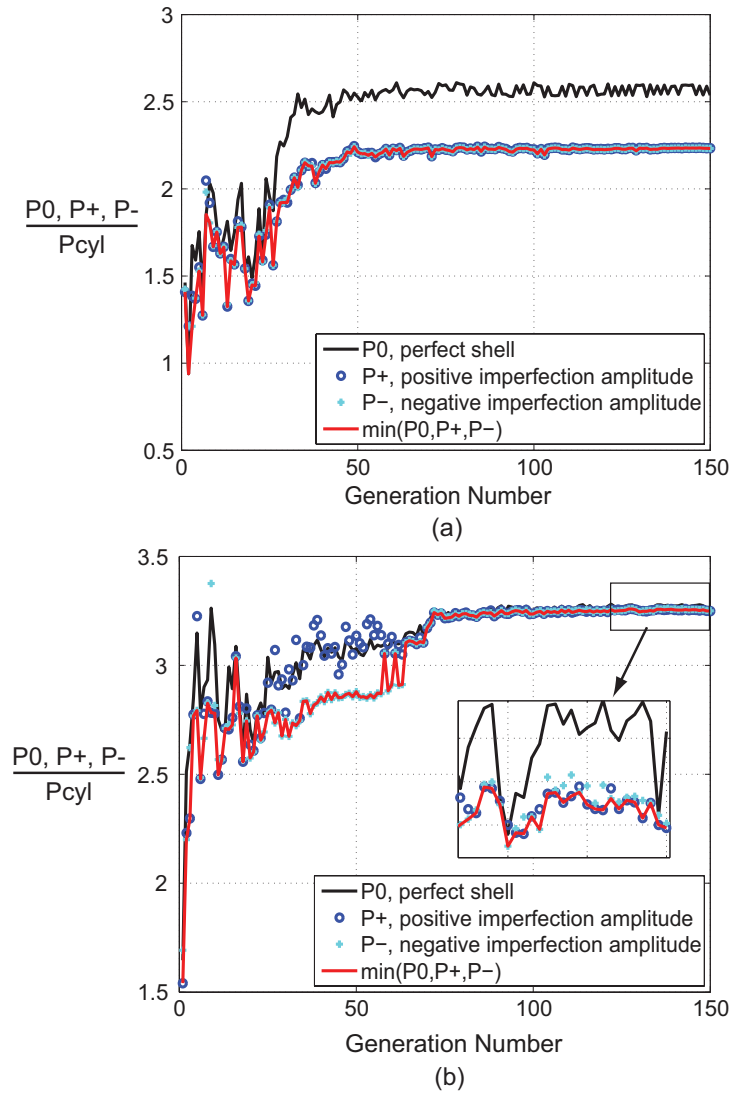 3
2.5
2
1.5
1
0.5
P0, P+, P-
Pcyl
P0, perfect shell
P+, positive imperfection amplitude
P−, negative imperfection amplitude
min(P0,P+,P−)
0 50 100 150
Generation Number
(a)
3.5
3
2.5
2
1.5
P0, P+, P-
Pcyl
P0, perfect shell
P+, positive imperfection amplitude
P−, negative imperfection amplitude
min(P0,P+,P−)
0 50 100 150
Generation Number
(b)